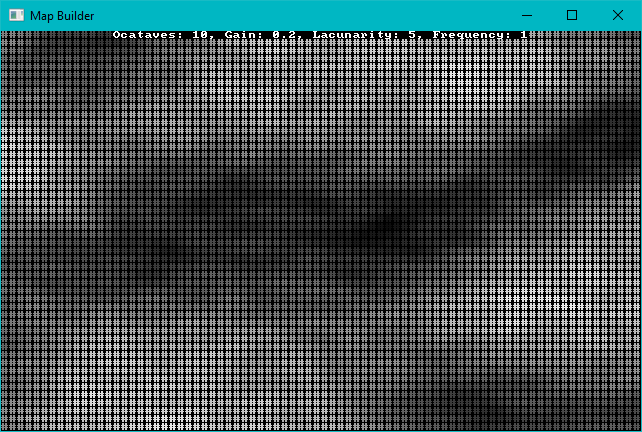 Map Builder
Ocataves: 10, Gain: 0.2, Lacunarity: 5, Frequency: 1